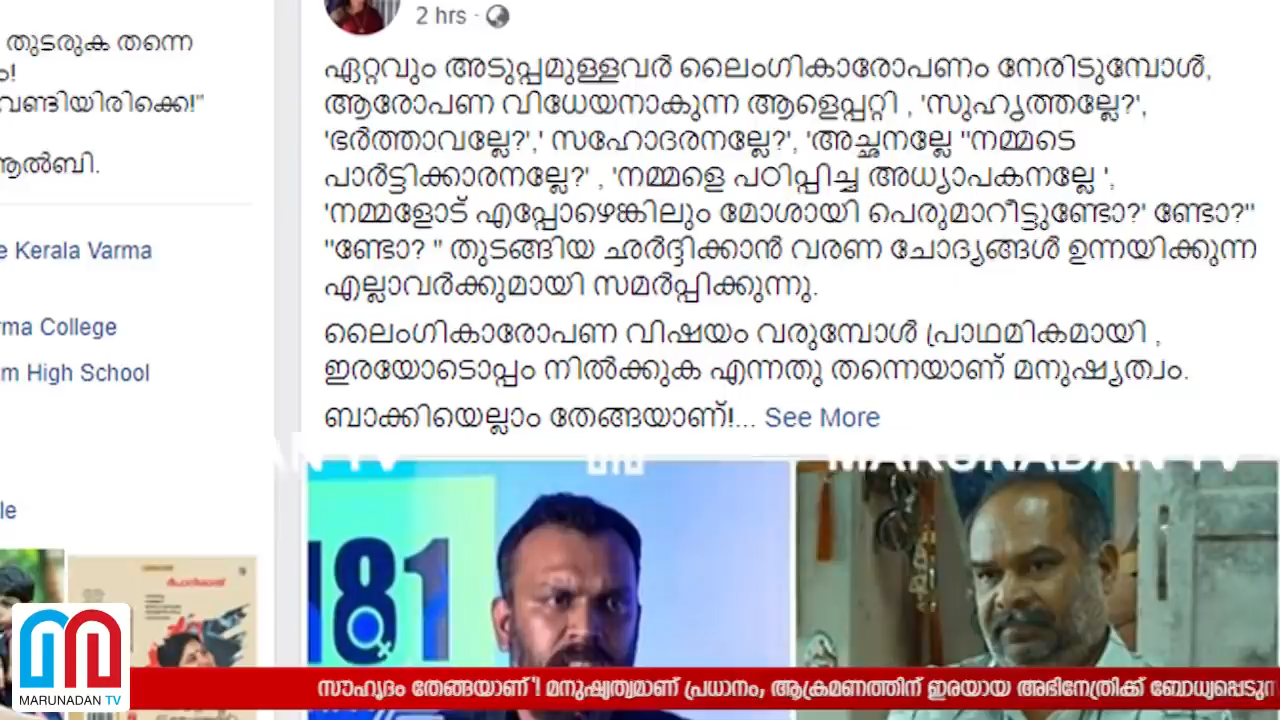 തുടരുക തന്നെ
വേണ്ടിയിരിക്കെ!"
ആൽബി.
e Kerala Varma
rma College
m High School
le
2 hrs ·
ഏറ്റവും അടുപ്പമുള്ളവർ ലൈംഗികാരോപണം നേരിടുമ്പോൾ,
ആരോപണ വിധേയനാകുന്ന ആളെപ്പറ്റി , 'സുഹൃത്തല്ലേ?',
'ഭർത്താവല്ലേ?',' സഹോദരനല്ലേ?', 'അച്ഛനല്ലേ "നമ്മടെ
പാർട്ടിക്കാരനല്ലേ?' , 'നമ്മളെ പഠിപ്പിച്ച അധ്യാപകനല്ലേ ',
'നമ്മളോട് എപ്പോഴെങ്കിലും മോശായി പെരുമാറീട്ടുണ്ടോ?' ണ്ടോ?"
"ണ്ടോ? " തുടങ്ങിയ ഛർദ്ദിക്കാൻ വരണ ചോദ്യങ്ങൾ ഉന്നയിക്കുന്ന
എല്ലാവർക്കുമായി സമർപ്പിക്കുന്നു.
ലൈംഗികാരോപണ വിഷയം വരുമ്പോൾ പ്രാഥമികമായി ,
ഇരയോടൊപ്പം നിൽക്കുക എന്നതു തന്നെയാണ് മനുഷ്യത്വം.
ബാക്കിയെല്ലാം തേങ്ങയാണ്!... See More
AN TV
MARUNADAN TV
181
MARUNADAN TV
സൗഹൃദം തേങ്ങയാണ് ! മനുഷ്യത്വമാണ് പ്രധാനം, ആക്രമണത്തിന് ഇരയായ അഭിനേത്രിക്ക് ബോധ്യപ്പെടുന